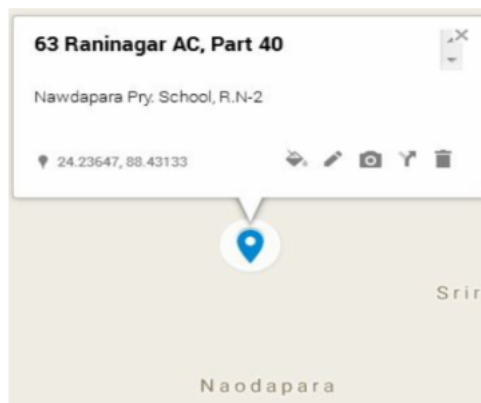 63 Raninagar AC, Part 40
Nawdapara Pry. School, R.N-2
24.23647, 88.43133
Srir
Naodapara